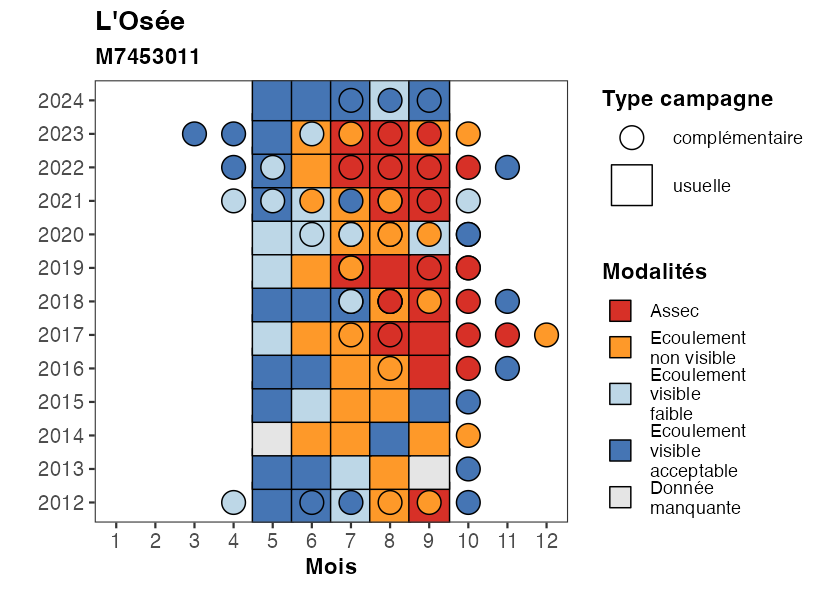 L'Osée
M7453011
2024
2023
2022
2021
2020
2019
2018
2017
2016
2015
2014
2013
2012
1 2 3 4 5 6 7 8 9 10 11 12
Mois
Type campagne
complémentaire
usuelle
Modalités
Assec
Ecoulement
non visible
Ecoulement
visible
faible
Ecoulement
visible
acceptable
Donnée
manquante